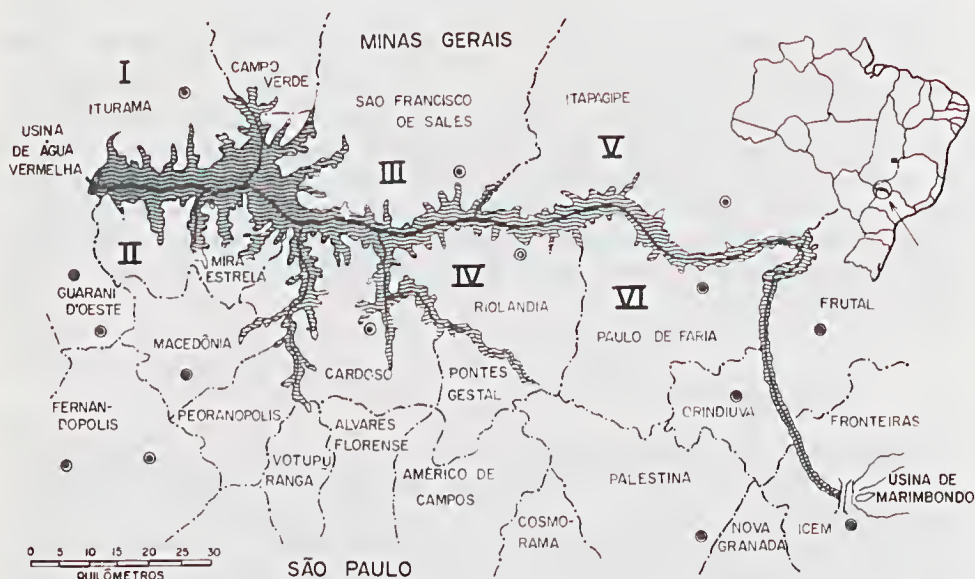 MINAS GERAIS
I
ITURAMA
CAMPO
VERDE
SAO FRANCISCO
DE SALES
ITAPAGIPE
V
USINA
DE ÁGUA
VERMELHA
III
II
MIRA
ESTRELA
IV
RIOLANDIA
VI
GUARANI
D'OESTE
MACEDÔNIA
CARDOSO
PONTES
GESTAL
PAULO DE FARIA
FRUTAL
FERNAN-
DOPOLIS
PEORANOPOLIS
ALVARES
FLORENSE
ORINDIUVA
FRONTEIRAS
VOTUPU
RANGA
AMÉRICO DE
CAMPOS
PALESTINA
USINA DE
MARIMBONDO
COSMO-
RAMA
NOVA
GRANADA
ICEM
0 5 10 15 20 25 30
QUILÔMETROS
SÃO PAULO